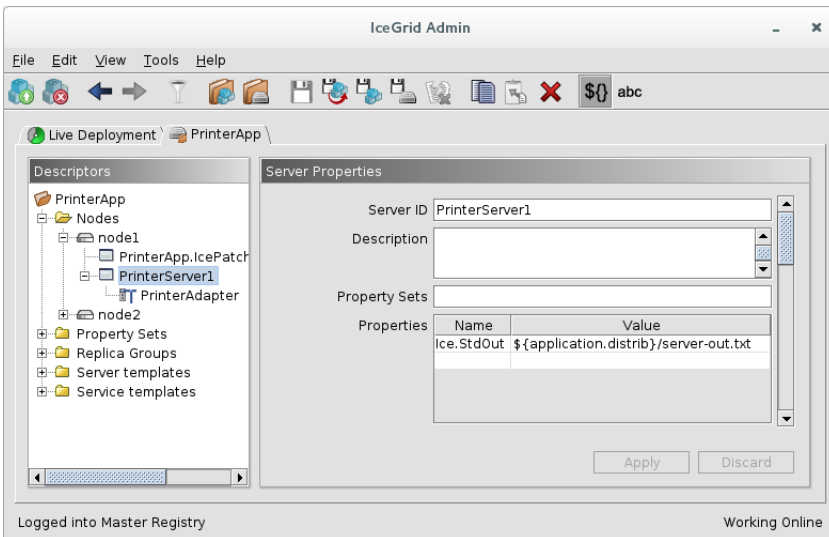 IceGrid Admin
File Edit View Tools Help
${} abc
Live Deployment PrinterApp
Descriptors
PrinterApp
Nodes
node1
PrinterApp.IcePatch
PrinterServer1
PrinterAdapter
node2
Property Sets
Replica Groups
Server templates
Service templates
Server Properties
Server ID PrinterServer1
Description
Property Sets
Properties Name Value
Ice.StdOut ${application.distrib}/server-out.txt
Apply Discard
Logged into Master Registry Working Online